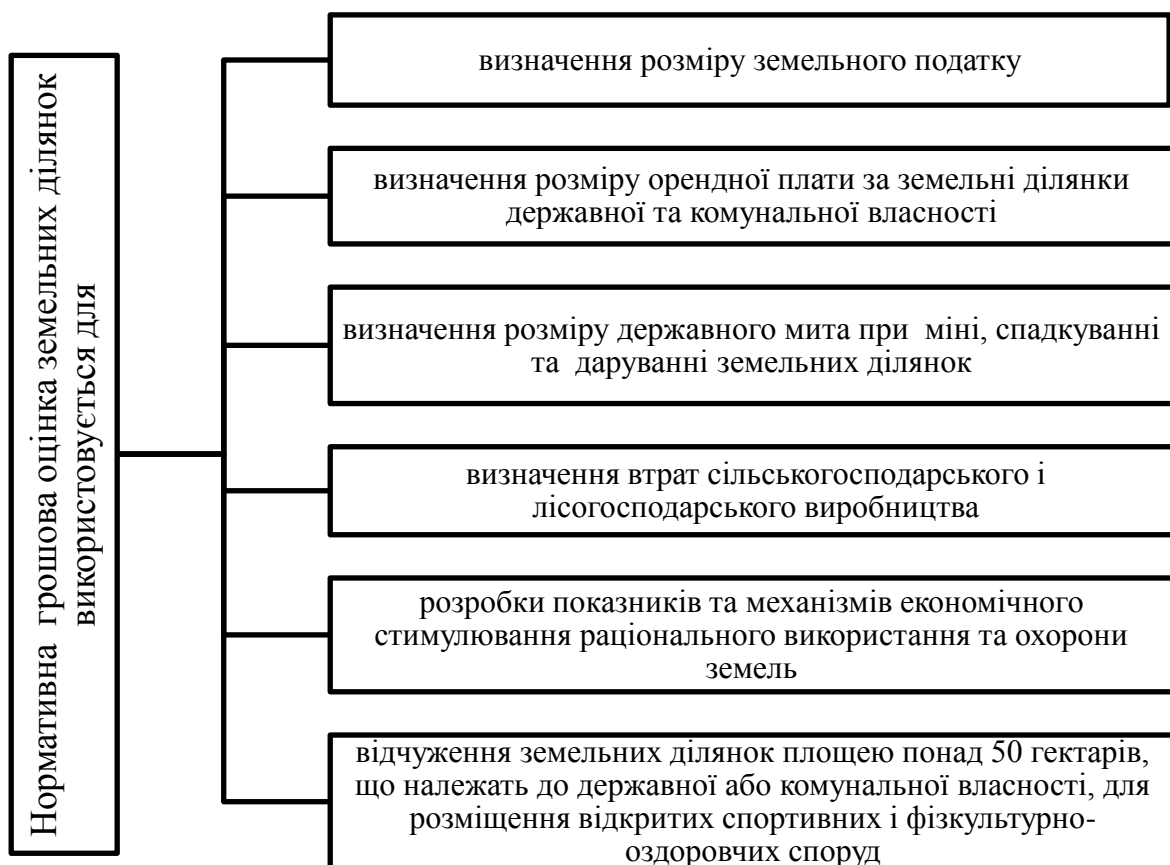 Нормативна грошова оцінка земельних ділянок
використовується для
визначення розміру земельного податку
визначення розміру орендної плати за земельні ділянки
державної та комунальної власності
визначення розміру державного мита при міні, спадкуванні
та даруванні земельних ділянок
визначення втрат сільськогосподарського і
лісогосподарського виробництва
розробки показників та механізмів економічного
стимулювання раціонального використання та охорони
земель
відчуження земельних ділянок площею понад 50 гектарів,
що належать до державної або комунальної власності, для
розміщення відкритих спортивних і фізкультурно-
оздоровчих споруд